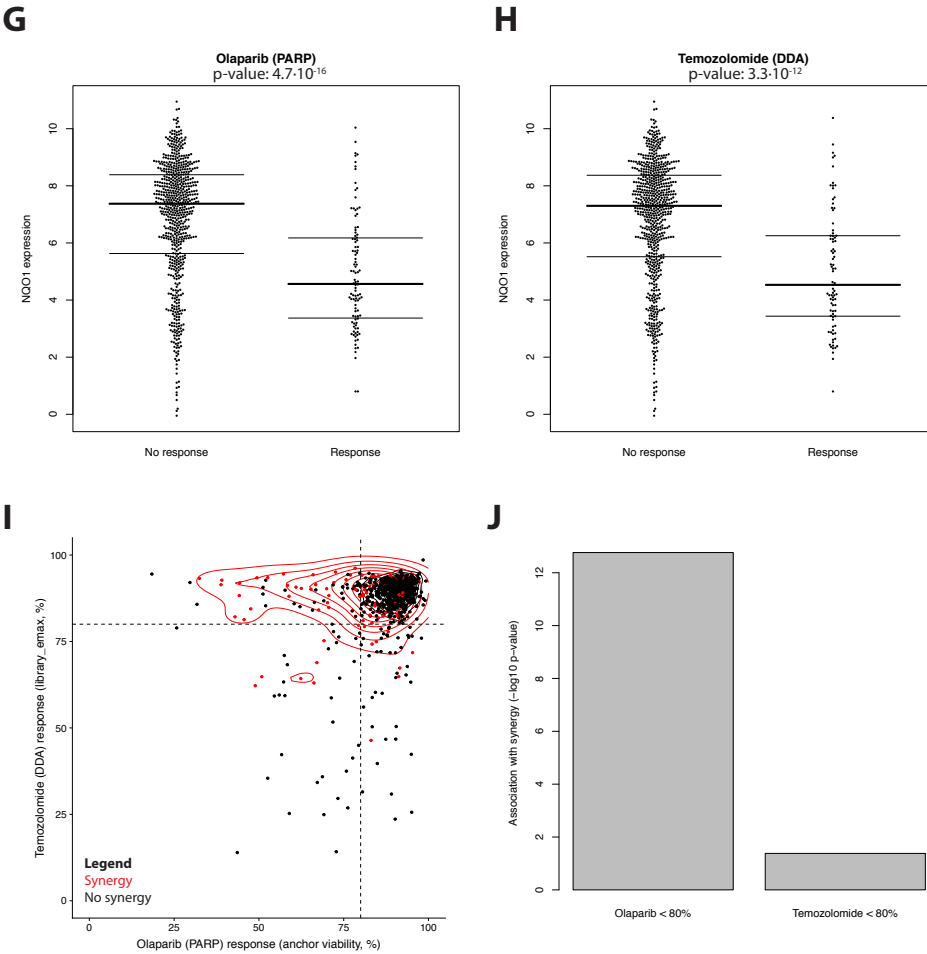 G
Olaparib (PARP)
p-value: 4.7·10-16
NQO1 expression
10
8
6
4
2
0
No response
Response
H
Temozolomide (DDA)
p-value: 3.3·10-12
NQO1 expression
10
8
6
4
2
0
No response
Response
I
Temozolomide (DDA) response (library_emax, %)
100
75
50
25
0
Legend
Synergy
No synergy
0
25
50
75
100
Olaparib (PARP) response (anchor viability, %)
J
Association with synergy (−log10 p−value)
12
10
8
6
4
2
0
Olaparib < 80%
Temozolomide < 80%